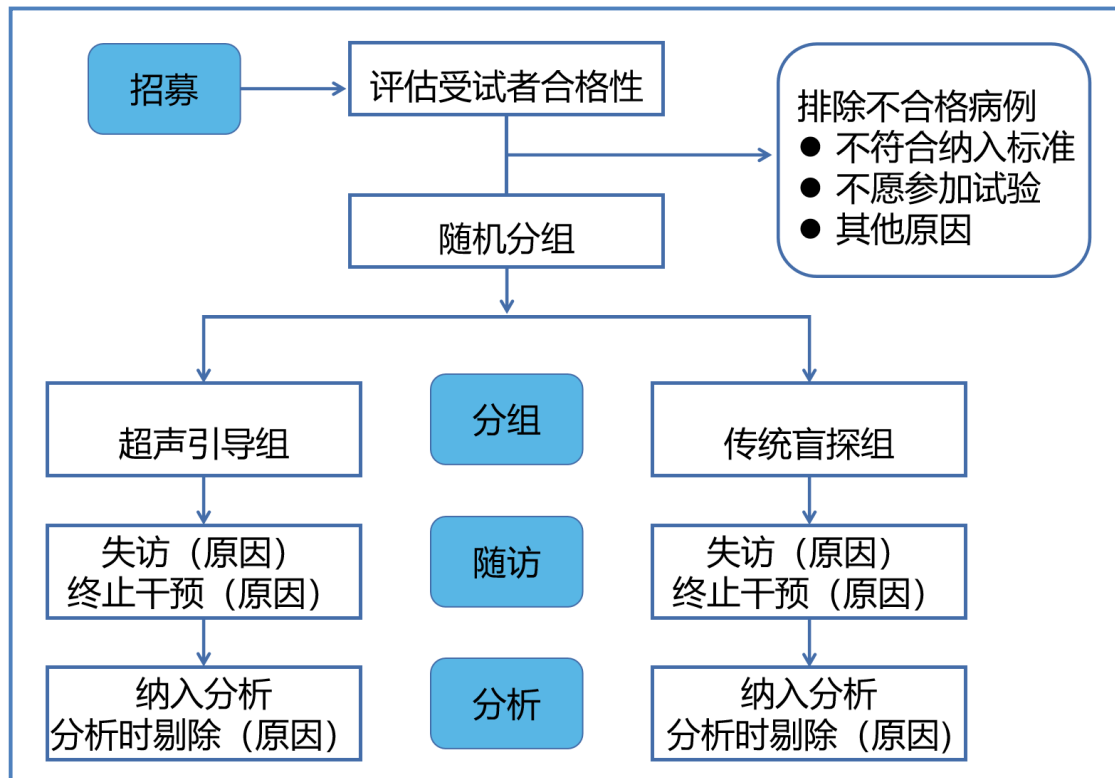 招募
评估受试者合格性
排除不合格病例
● 不符合纳入标准
● 不愿参加试验
● 其他原因
随机分组
超声引导组
分组
传统盲探组
失访（原因）
终止干预（原因）
随访
失访（原因）
终止干预（原因）
纳入分析
分析时剔除（原因）
分析
纳入分析
分析时剔除（原因)